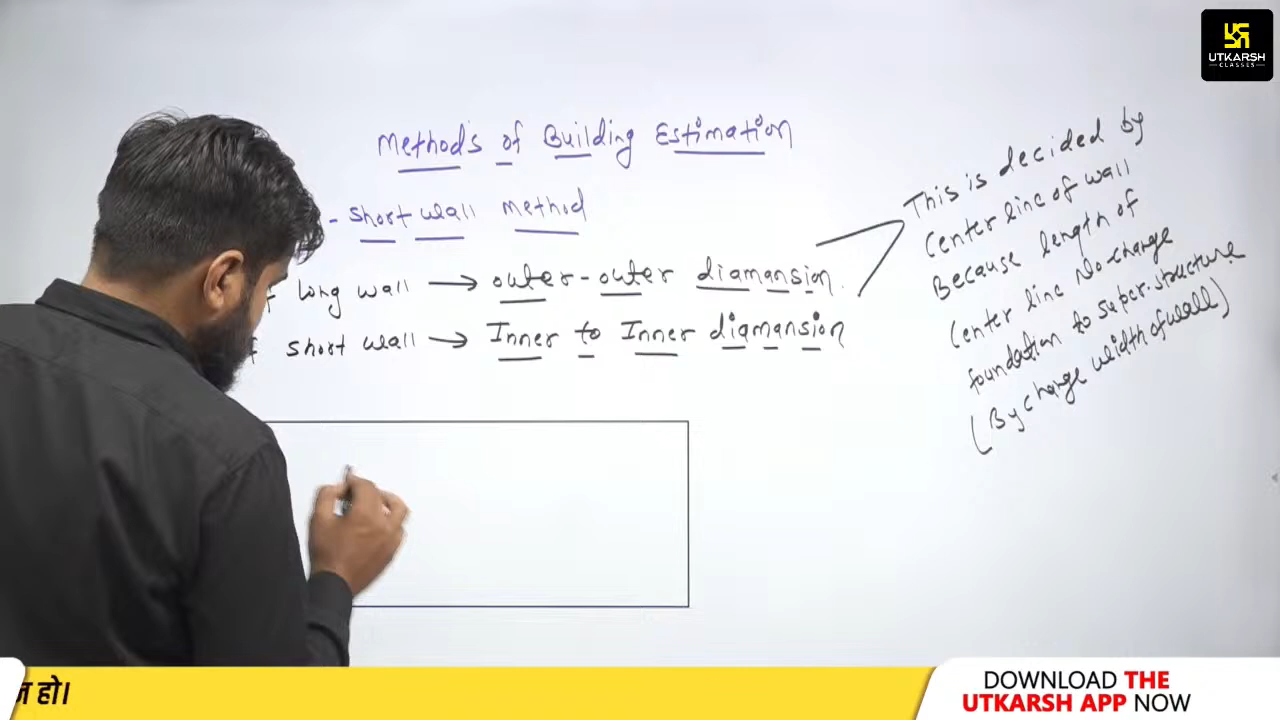 Method's of Building Estimation
- short wall method
long wall → outer-outer diamansion.
short wall → Inner to Inner diamansion
This is decided by
Center line of wall
Because length of
Center line No change
foundation to super-structure
(By change width of wall)
UTKARSH
CLASSES
हो।
DOWNLOAD THE
UTKARSH APP NOW